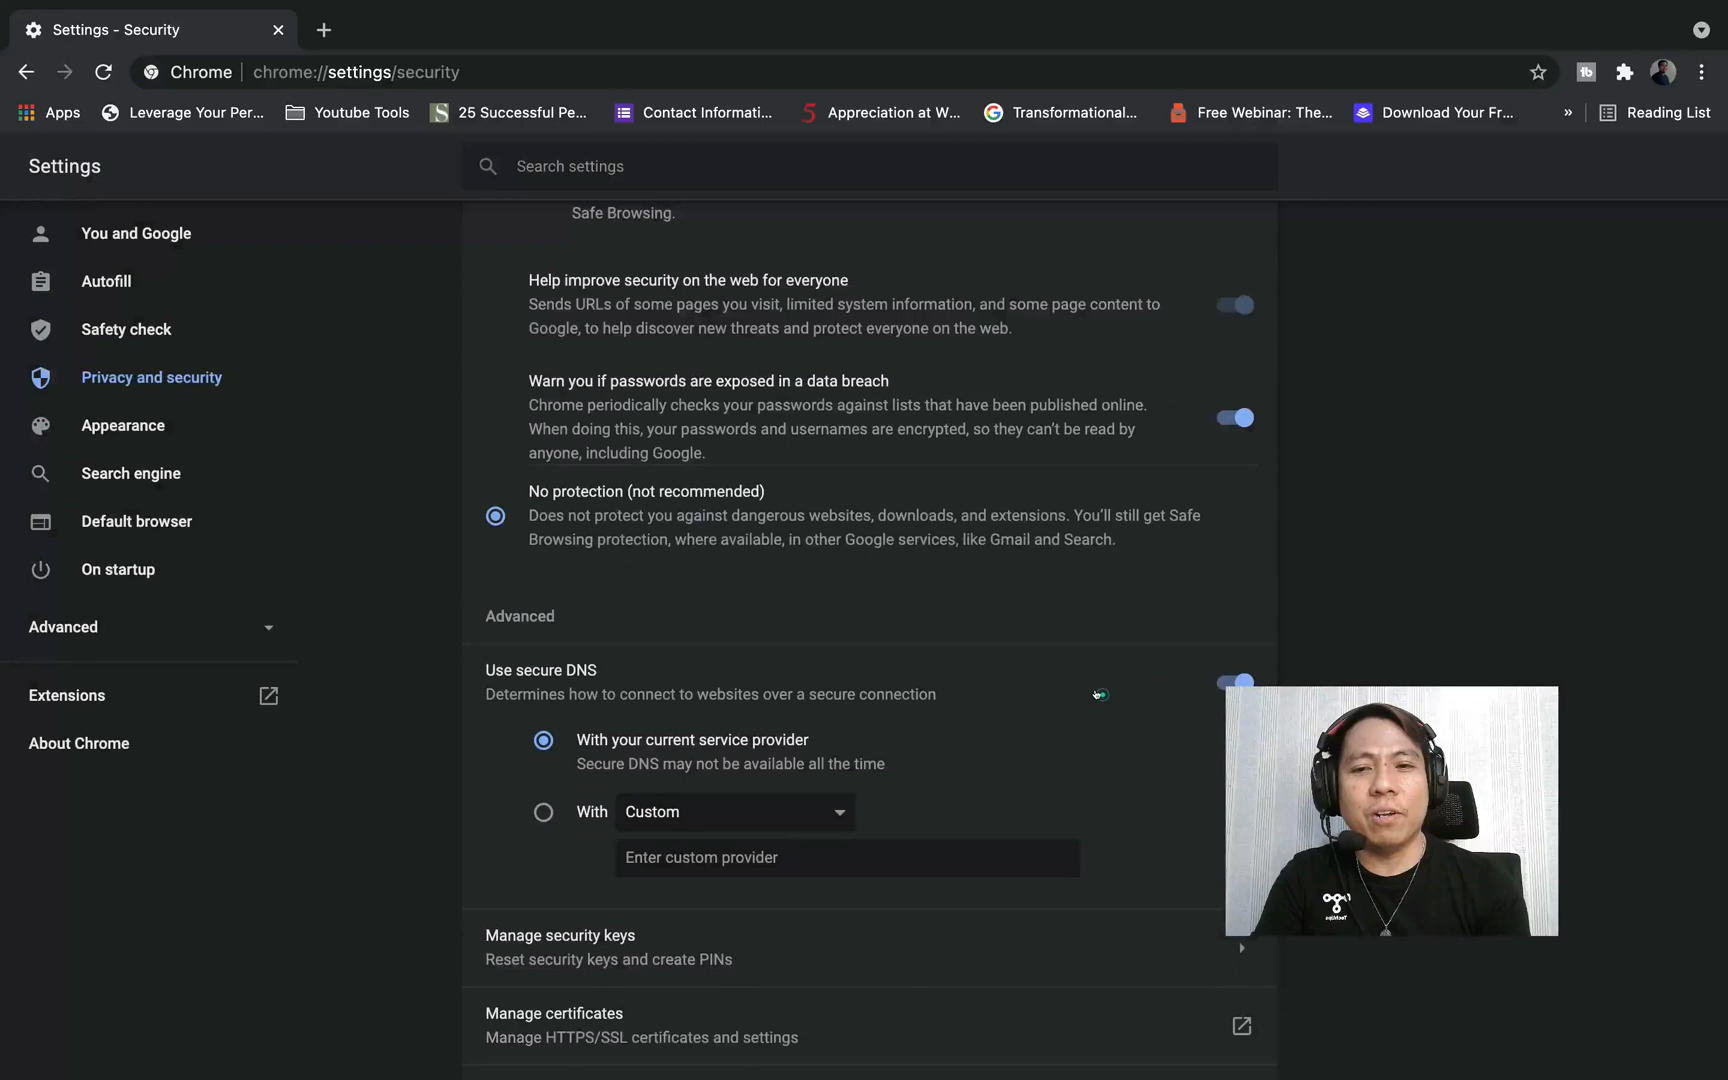 Settings - Security
Chrome chrome://settings/security
Apps Leverage Your Per... Youtube Tools 25 Successful Pe... Contact Informati... Appreciation at W... Transformational... Free Webinar: The... Download Your Fr... » Reading List
Settings
Search settings
You and Google
Autofill
Safety check
Privacy and security
Appearance
Search engine
Default browser
On startup
Advanced
Extensions
About Chrome
Safe Browsing.
Help improve security on the web for everyone
Sends URLs of some pages you visit, limited system information, and some page content to
Google, to help discover new threats and protect everyone on the web.
Warn you if passwords are exposed in a data breach
Chrome periodically checks your passwords against lists that have been published online.
When doing this, your passwords and usernames are encrypted, so they can't be read by
anyone, including Google.
No protection (not recommended)
Does not protect you against dangerous websites, downloads, and extensions. You'll still get Safe
Browsing protection, where available, in other Google services, like Gmail and Search.
Advanced
Use secure DNS
Determines how to connect to websites over a secure connection
With your current service provider
Secure DNS may not be available all the time
With Custom
Enter custom provider
Manage security keys
Reset security keys and create PINs
Manage certificates
Manage HTTPS/SSL certificates and settings